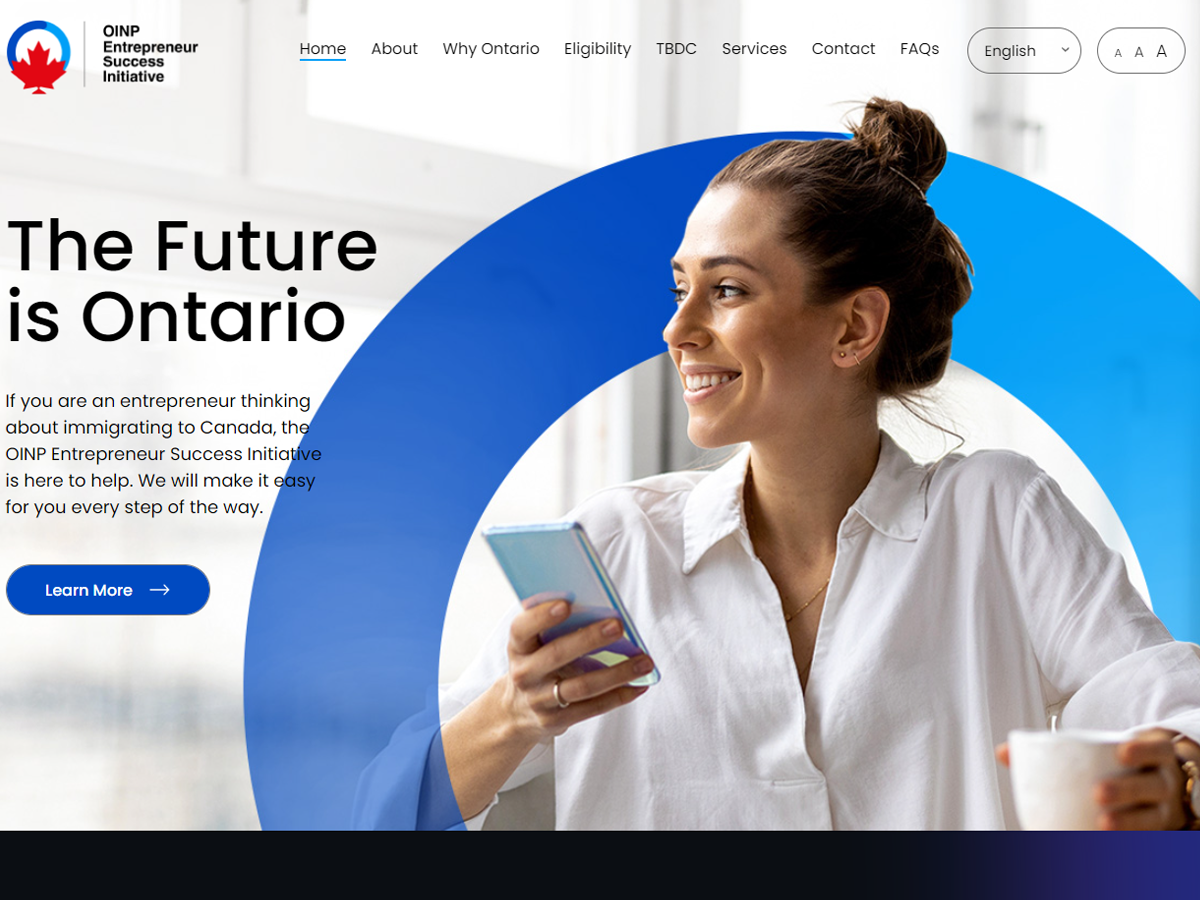 OINP
Entrepreneur
Success
Initiative
Home About Why Ontario Eligibility TBDC Services Contact FAQs English A A A
The Future
is Ontario
If you are an entrepreneur thinking
about immigrating to Canada, the
OINP Entrepreneur Success Initiative
is here to help. We will make it easy
for you every step of the way.
Learn More